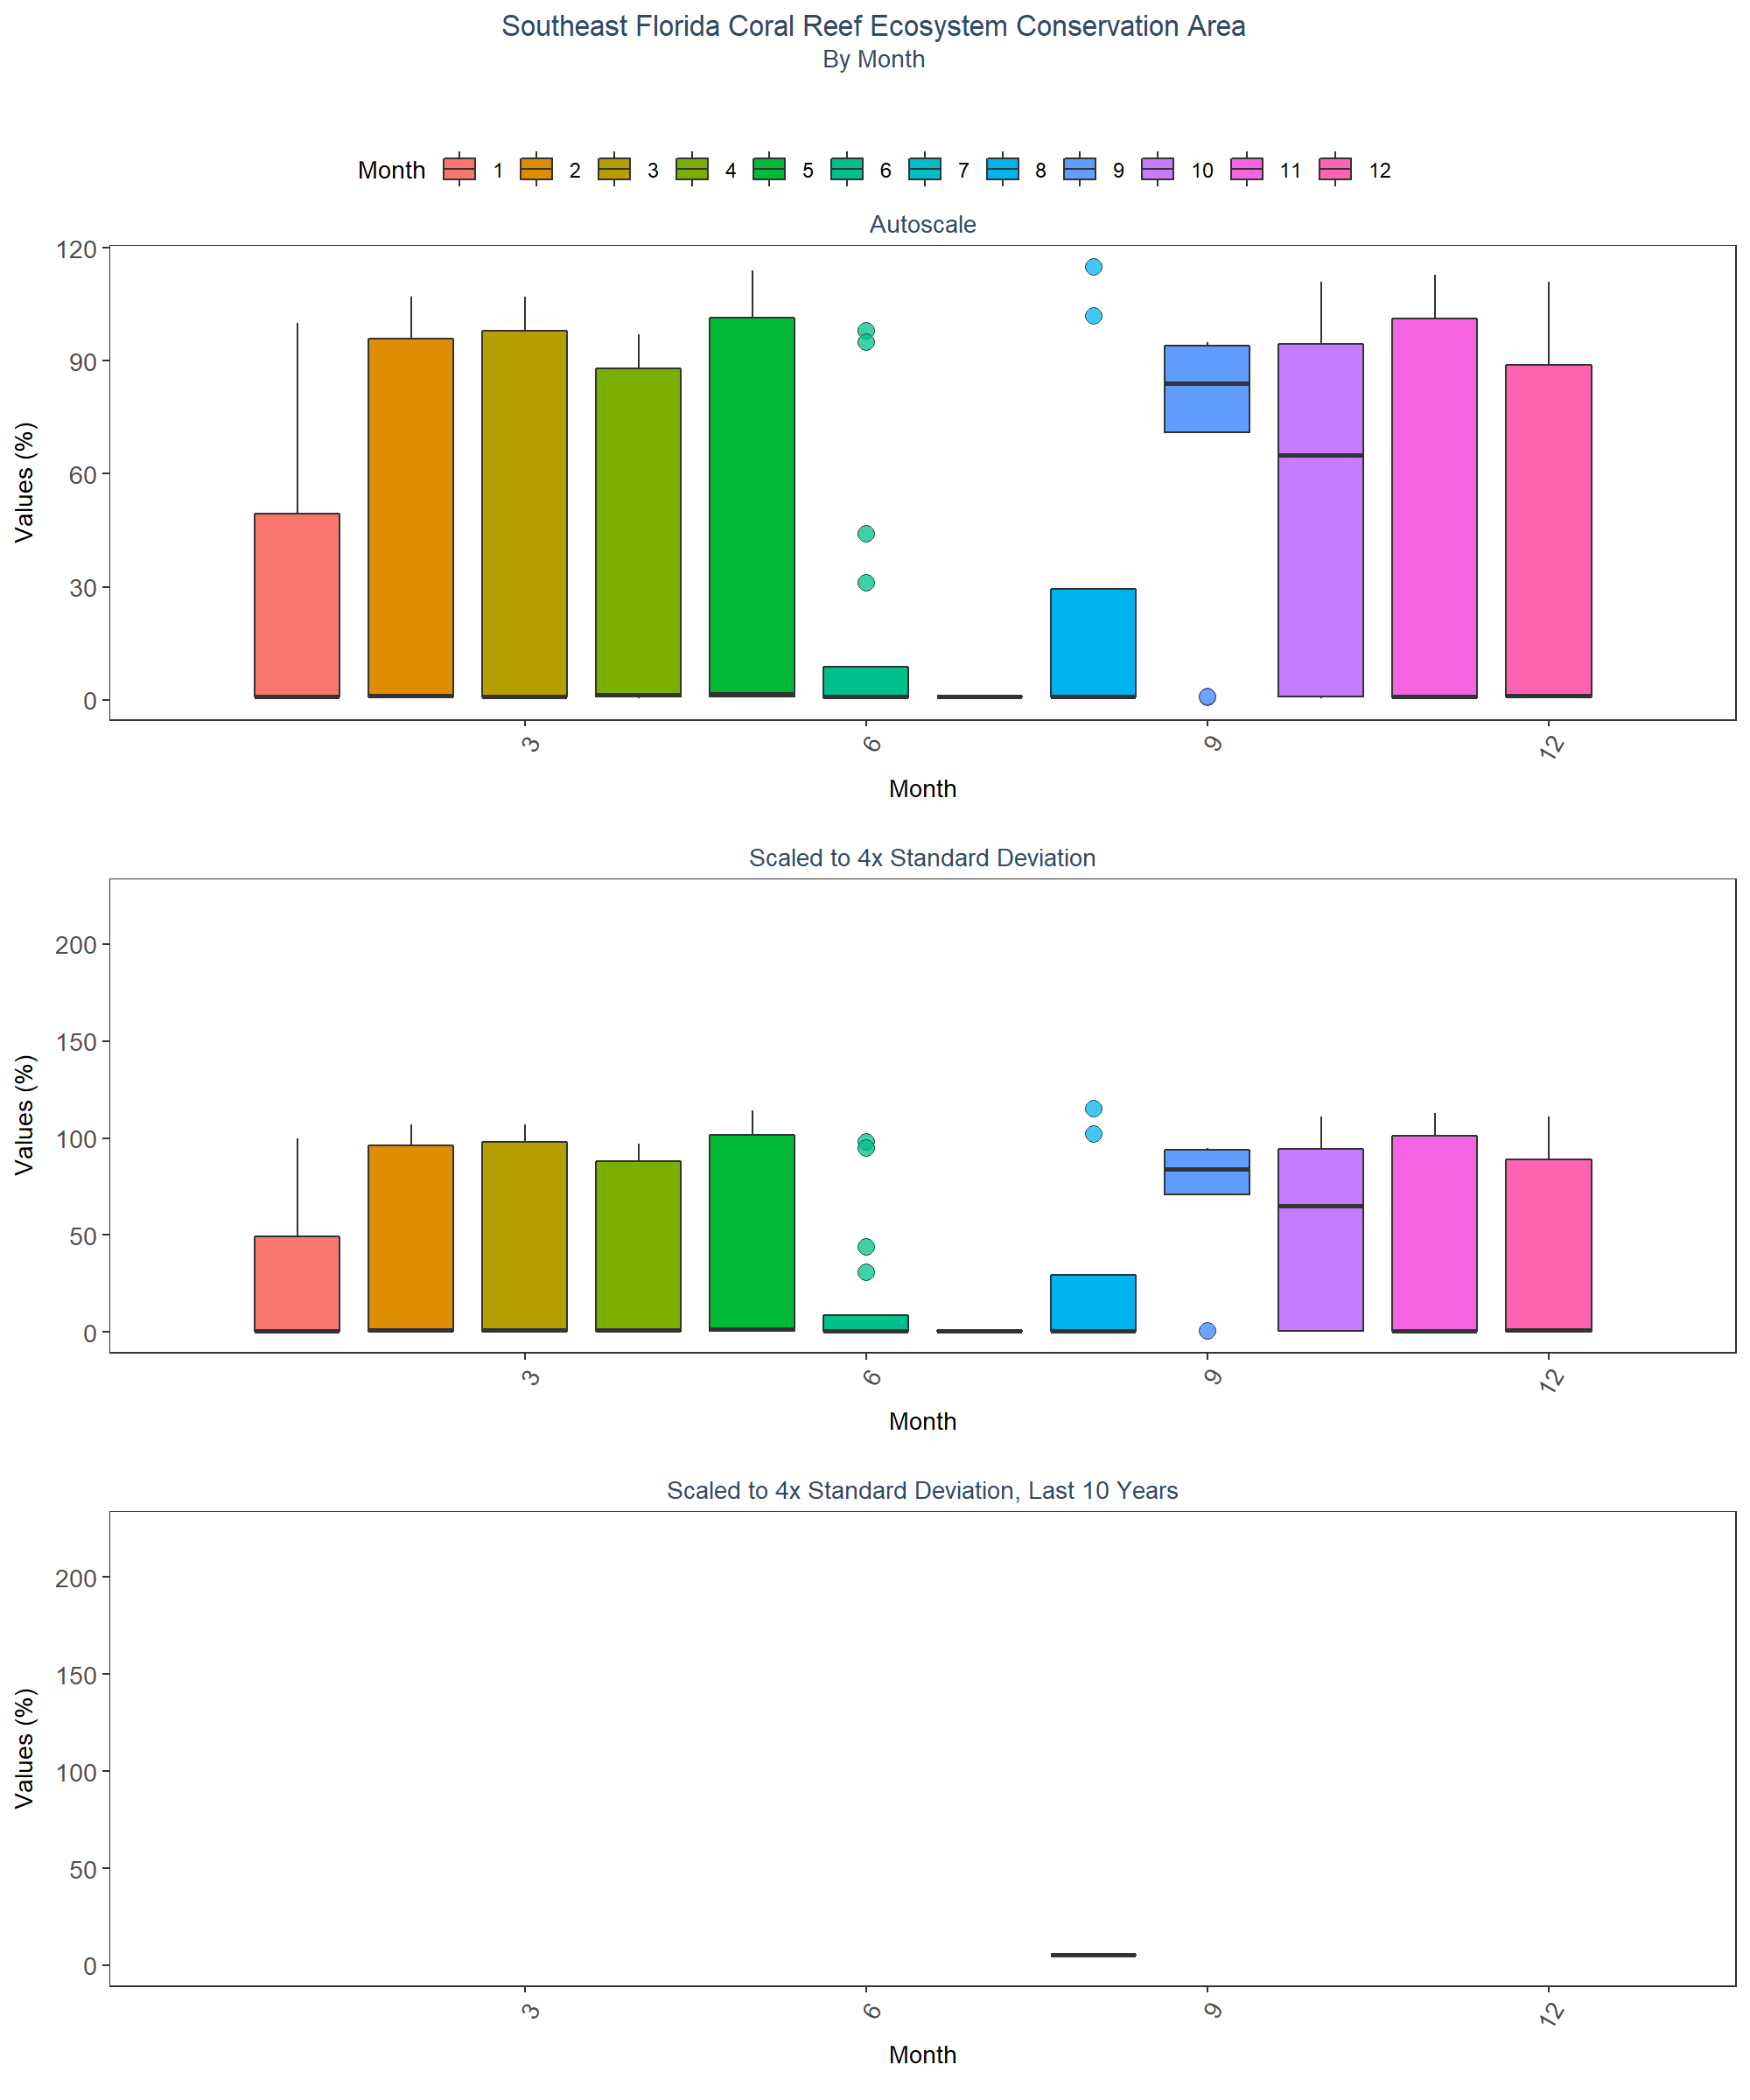 Southeast Florida Coral Reef Ecosystem Conservation Area
By Month
Month 1 2 3 4 5 6 7 8 9 10 11 12
Autoscale
120
90
60
30
0
Values (%)
3 6 9 12
Month
Scaled to 4x Standard Deviation
200
150
100
50
0
Values (%)
3 6 9 12
Month
Scaled to 4x Standard Deviation, Last 10 Years
200
150
100
50
0
Values (%)
3 6 9 12
Month